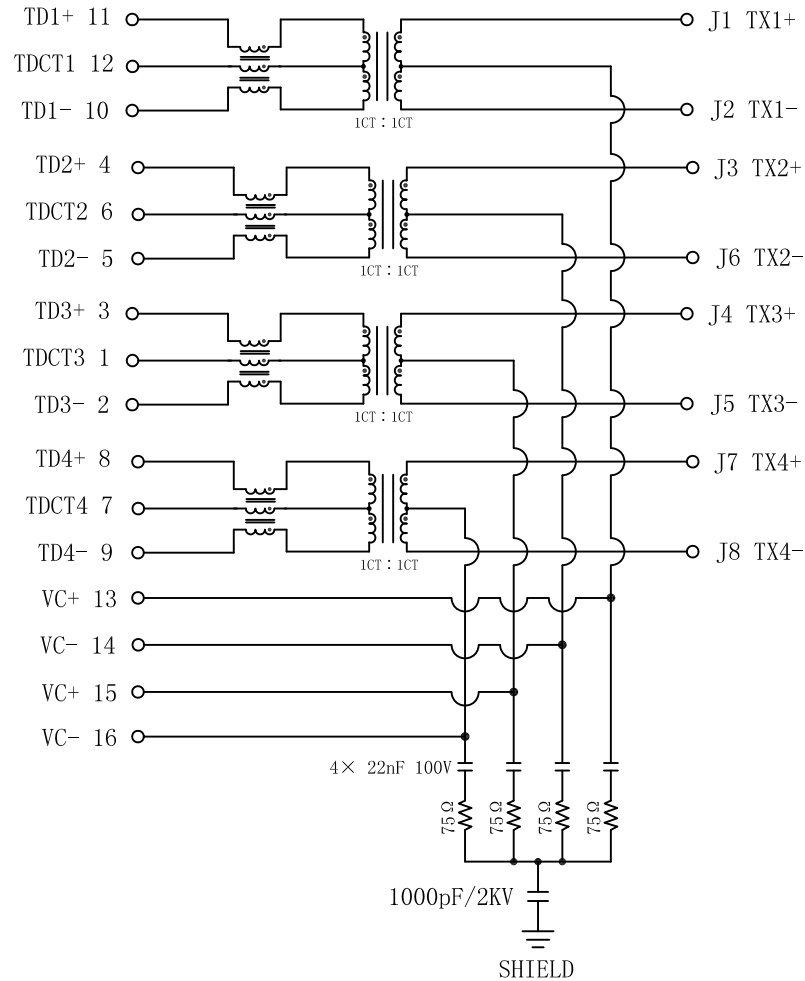 TD1+ 11
J1 TX1+
TDCT1 12
TD1- 10
J2 TX1-
1CT : 1CT
TD2+ 4
J3 TX2+
TDCT2 6
TD2- 5
J6 TX2-
1CT : 1CT
TD3+ 3
J4 TX3+
TDCT3 1
TD3- 2
J5 TX3-
1CT : 1CT
TD4+ 8
J7 TX4+
TDCT4 7
TD4- 9
J8 TX4-
1CT : 1CT
VC+ 13
VC- 14
VC+ 15
VC- 16
4× 22nF 100V
75Ω
75Ω
75Ω
75Ω
1000pF/2KV
SHIELD